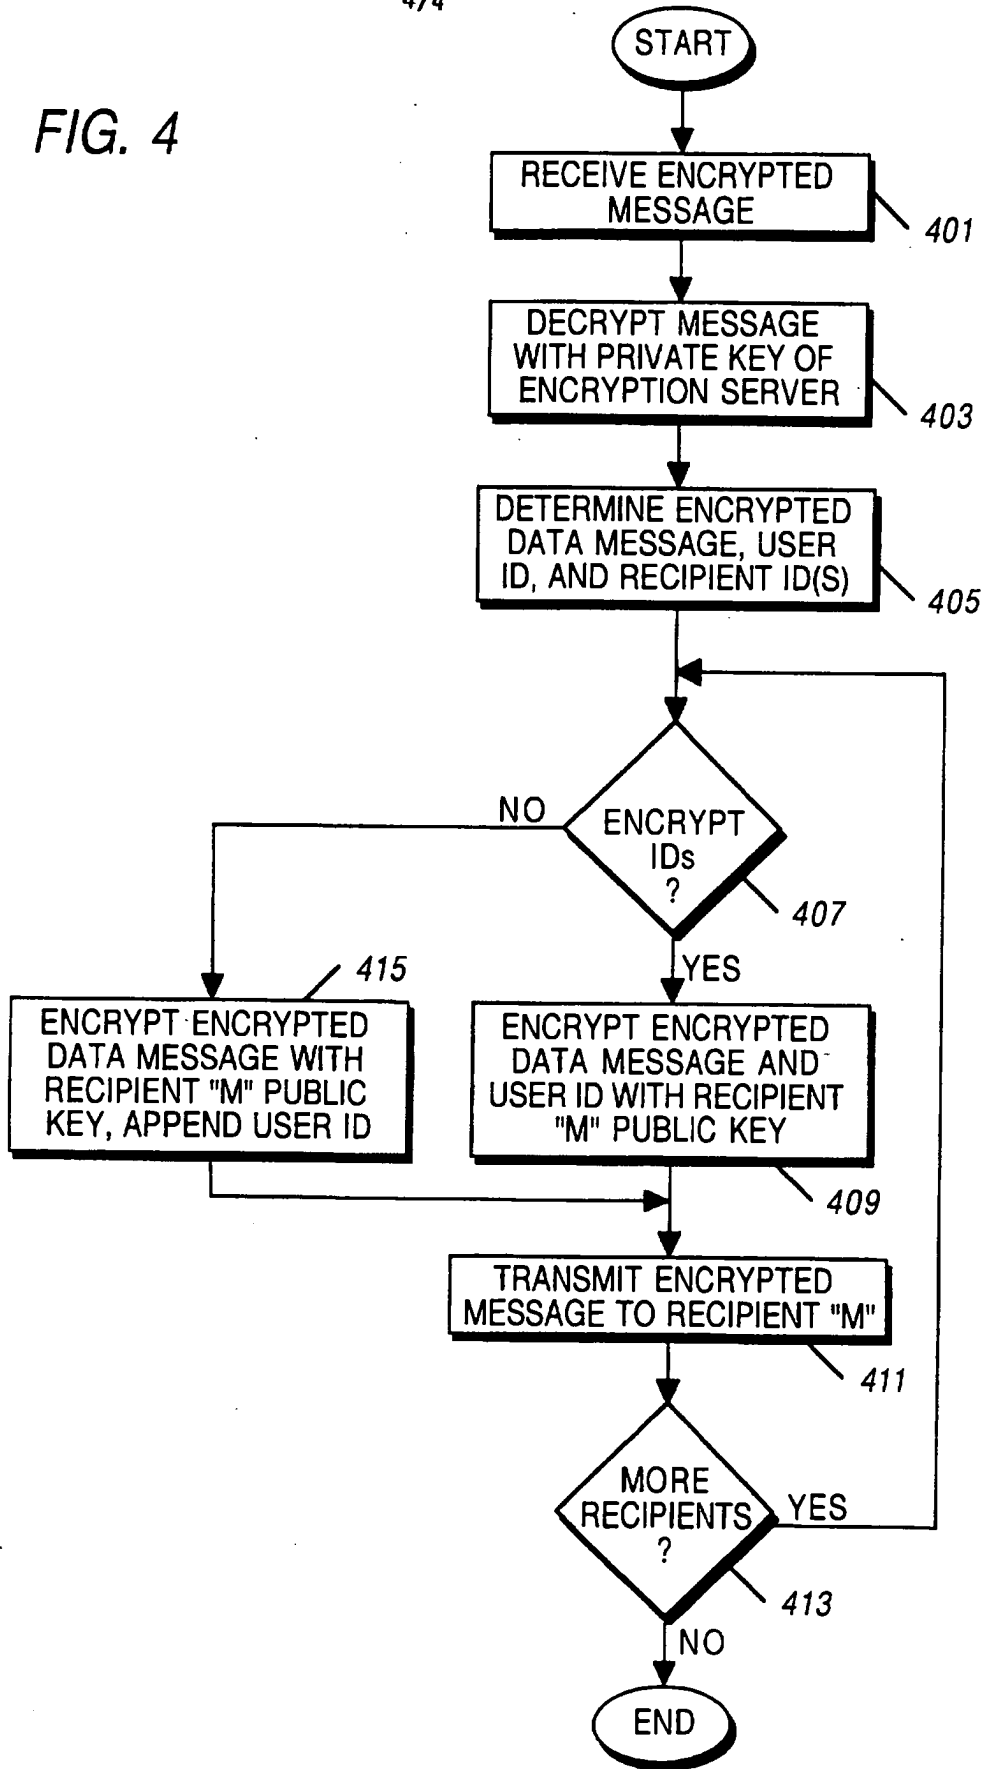 4/4
START
FIG. 4
RECEIVE ENCRYPTED
MESSAGE
401
DECRYPT MESSAGE
WITH PRIVATE KEY OF
ENCRYPTION SERVER
403
DETERMINE ENCRYPTED
DATA MESSAGE, USER
ID, AND RECIPIENT ID(S)
405
NO
ENCRYPT
IDs
?
407
YES
415
ENCRYPT ENCRYPTED
DATA MESSAGE WITH
RECIPIENT "M" PUBLIC
KEY, APPEND USER ID
ENCRYPT ENCRYPTED
DATA MESSAGE AND
USER ID WITH RECIPIENT
"M" PUBLIC KEY
409
TRANSMIT ENCRYPTED
MESSAGE TO RECIPIENT "M"
411
MORE
RECIPIENTS
?
YES
413
NO
END